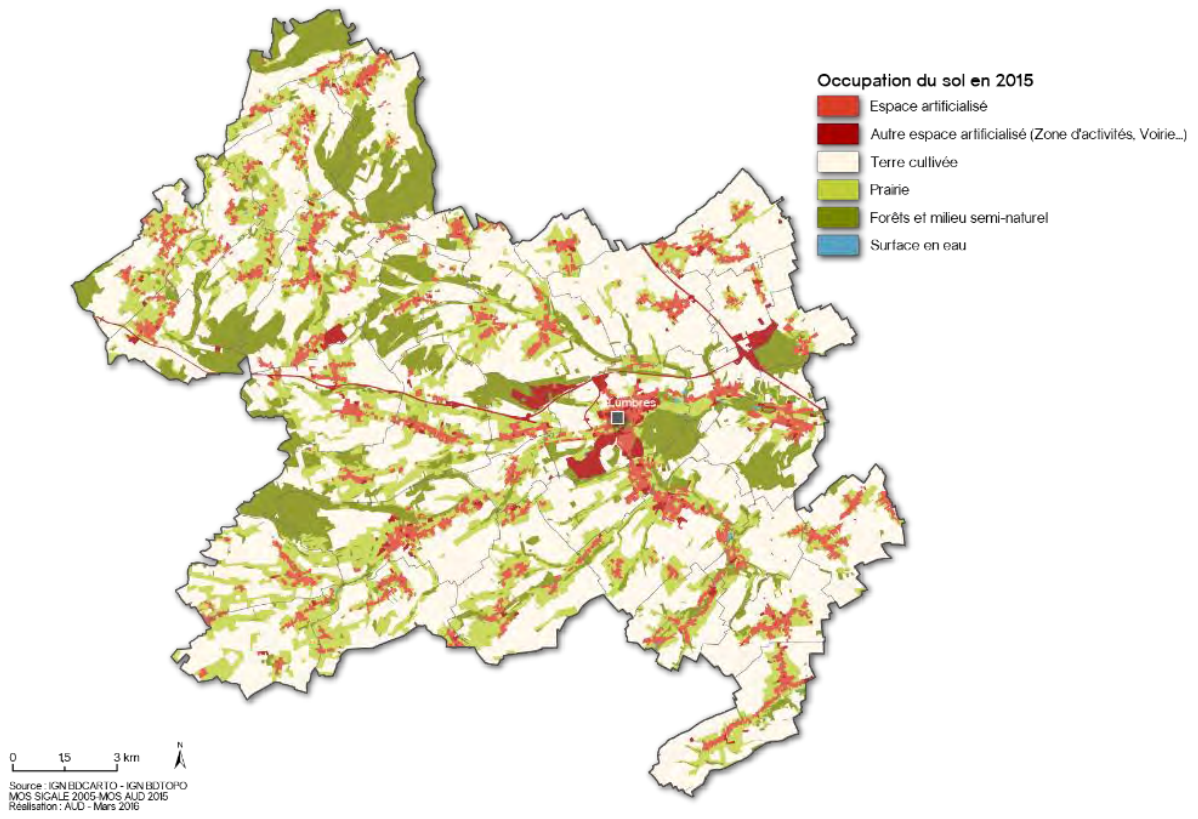 Occupation du sol en 2015
Espace artificialisé
Autre espace artificialisé (Zone d'activités, Voirie...)
Terre cultivée
Prairie
Forêts et milieu semi-naturel
Surface en eau
Lumbres
N
0 1,5 3 km
Source : IGN BDCARTO - IGN BDTOPO
MOS SIGALE 2005-MOS AUD 2015
Réalisation : AUD - Mars 2016